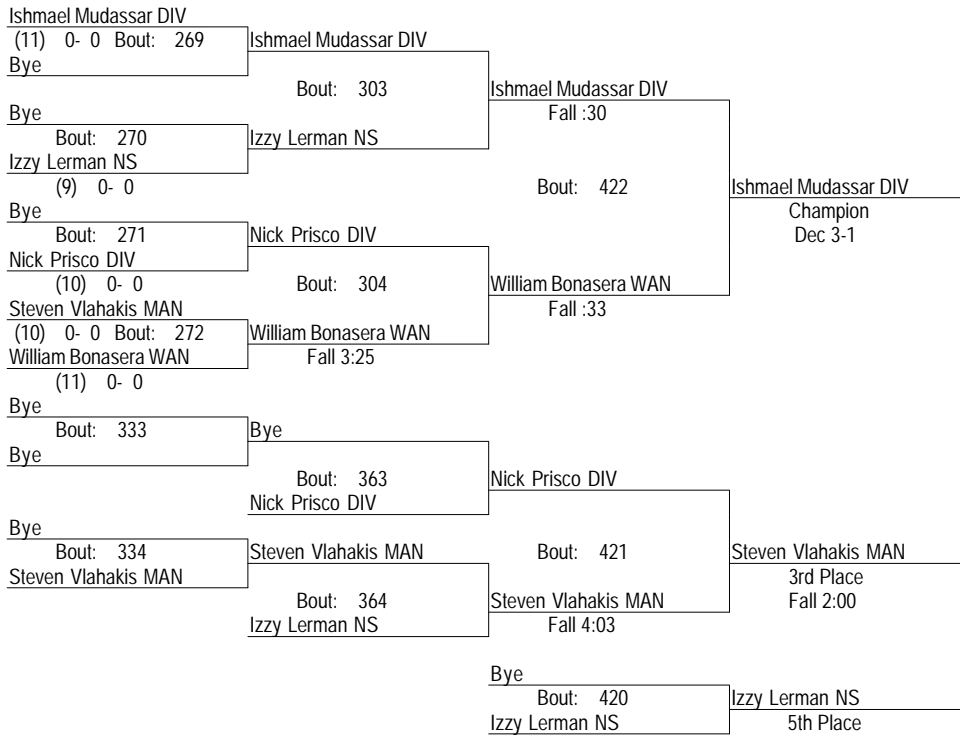 Ishmael Mudassar DIV
(11) 0- 0 Bout: 269
Bye
Ishmael Mudassar DIV
Bout: 303
Bye
Bout: 270
Izzy Lerman NS
(9) 0- 0
Izzy Lerman NS
Ishmael Mudassar DIV
Fall :30
Bout: 422
Bye
Bout: 271
Nick Prisco DIV
(10) 0- 0
Nick Prisco DIV
Bout: 304
Steven Vlahakis MAN
(10) 0- 0 Bout: 272
William Bonasera WAN
(11) 0- 0
William Bonasera WAN
Fall 3:25
William Bonasera WAN
Fall :33
Ishmael Mudassar DIV
Champion
Dec 3-1
Bye
Bout: 333
Bye
Bye
Bout: 363
Nick Prisco DIV
Nick Prisco DIV
Bye
Bout: 334
Steven Vlahakis MAN
Steven Vlahakis MAN
Bout: 364
Izzy Lerman NS
Bout: 421
Steven Vlahakis MAN
Fall 4:03
Steven Vlahakis MAN
3rd Place
Fall 2:00
Bye
Bout: 420
Izzy Lerman NS
Izzy Lerman NS
5th Place